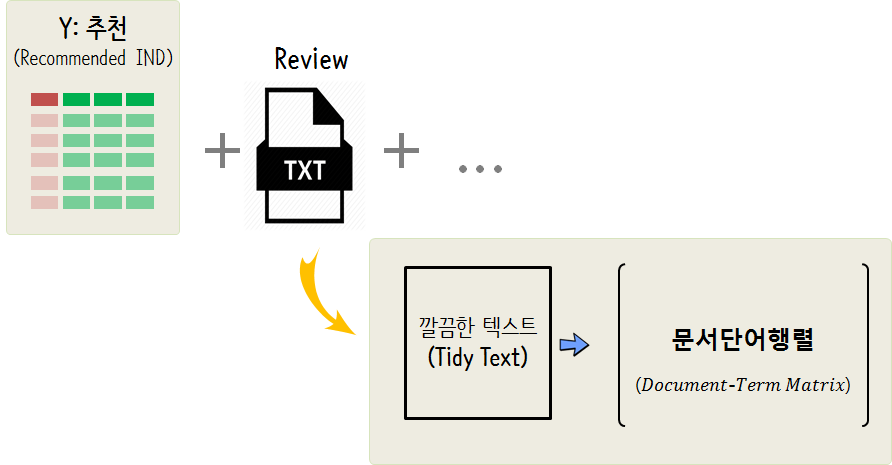 Y: 추천
(Recommended IND)
Review
TXT
...
깔끔한 텍스트
(Tidy Text)
문서단어행렬
(Document-Term Matrix)